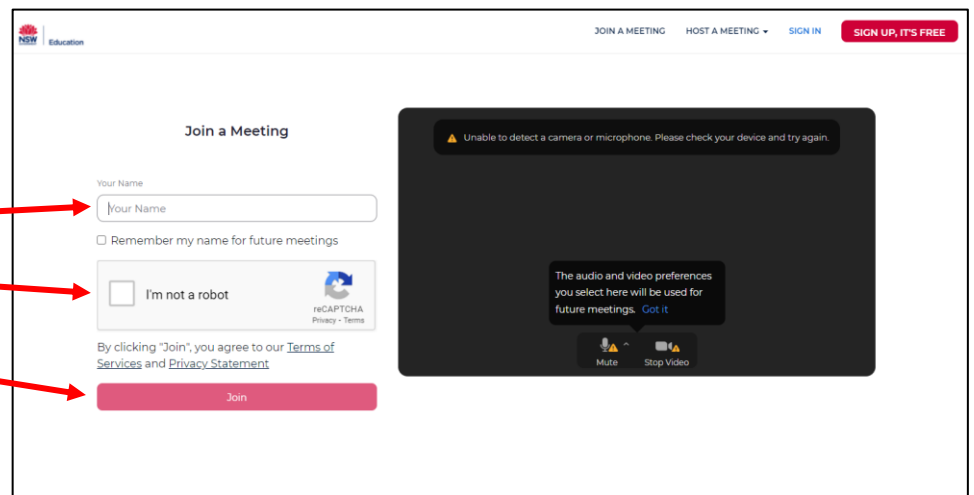 NSW
Education
JOIN A MEETING
HOST A MEETING
SIGN IN
SIGN UP, IT'S FREE
Join a Meeting
Your Name
Your Name
Remember my name for future meetings
I'm not a robot
reCAPTCHA
Privacy - Terms
By clicking "Join", you agree to our Terms of
Services and Privacy Statement
Join
Unable to detect a camera or microphone. Please check your device and try again.
The audio and video preferences
you select here will be used for
future meetings. Got it
Mute
Stop Video